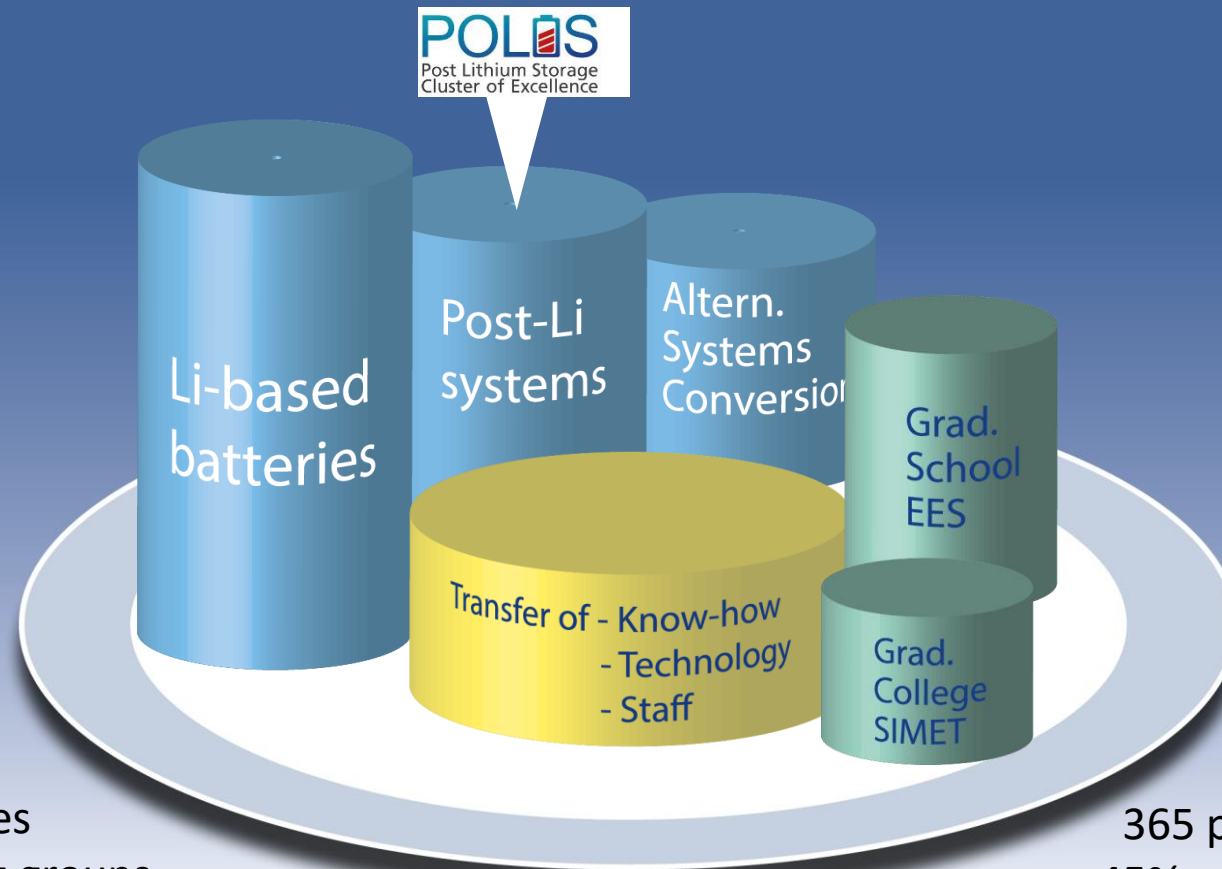 POLiS
Post Lithium Storage
Cluster of Excellence
Li-based
batteries
Post-Li
systems
Altern.
Systems
Conversion
Grad.
School
EES
Transfer of - Know-how
- Technology
- Staff
Grad.
College
SIMET
365